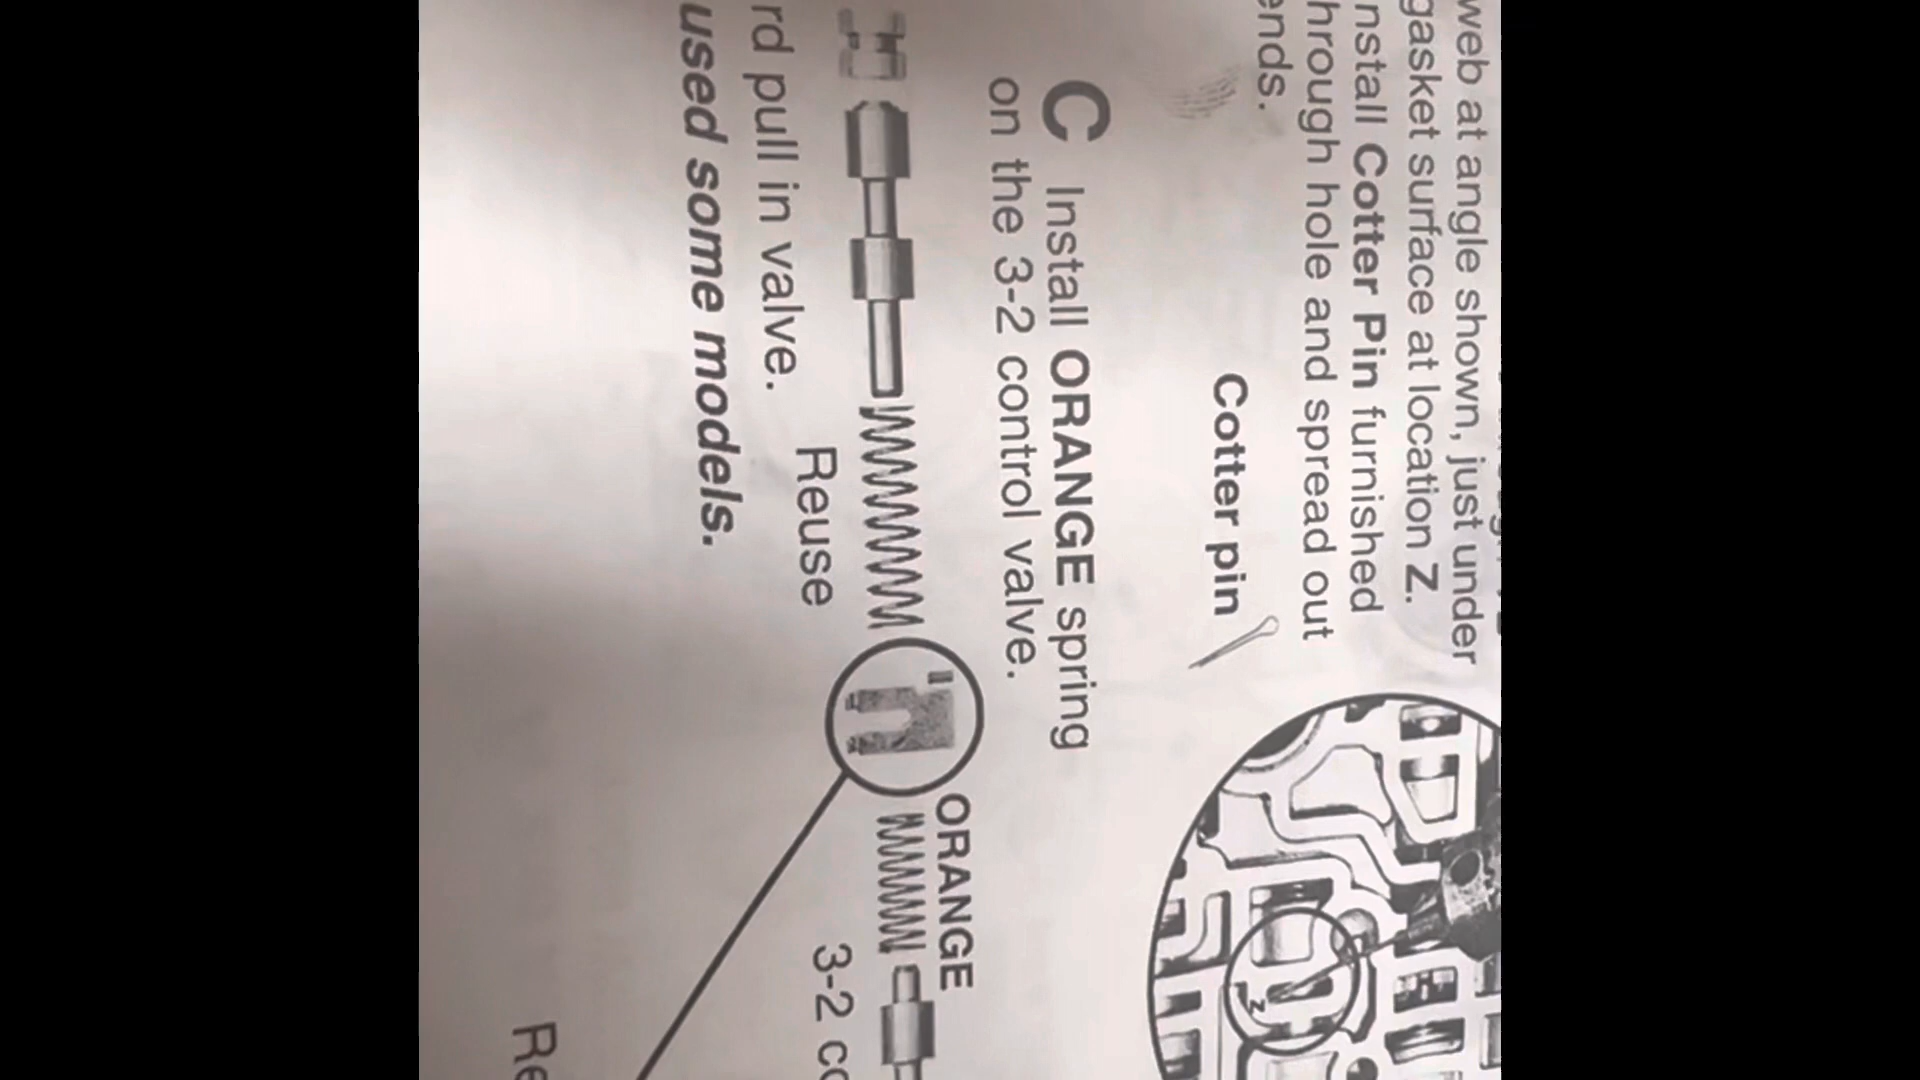 web at angle shown, just under
gasket surface at location Z.
nstall Cotter Pin furnished
hrough hole and spread out
ends.
Cotter pin
Z
C Install ORANGE spring
on the 3-2 control valve.
ORANGE
3-2 co
Reuse
rd pull in valve.
used some models.
Re